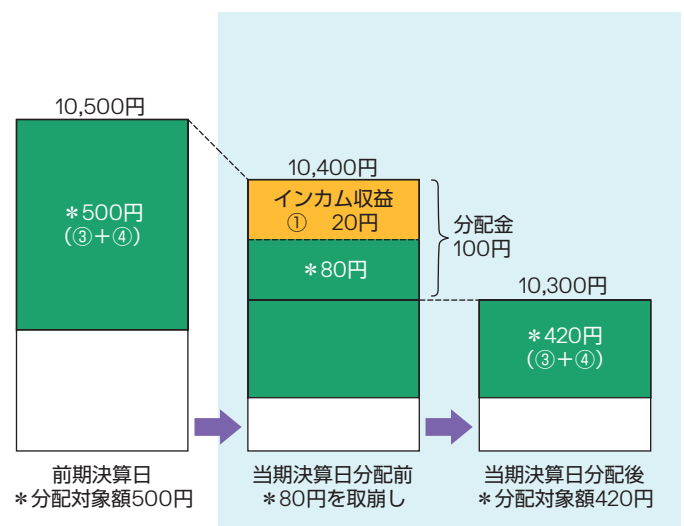 10,500円
＊500円
(③＋④)
前期決算日
＊分配対象額500円
10,400円
インカム収益
① 20円
＊80円
分配金
100円
当期決算日分配前
＊80円を取崩し
10,300円
＊420円
(③＋④)
当期決算日分配後
＊分配対象額420円